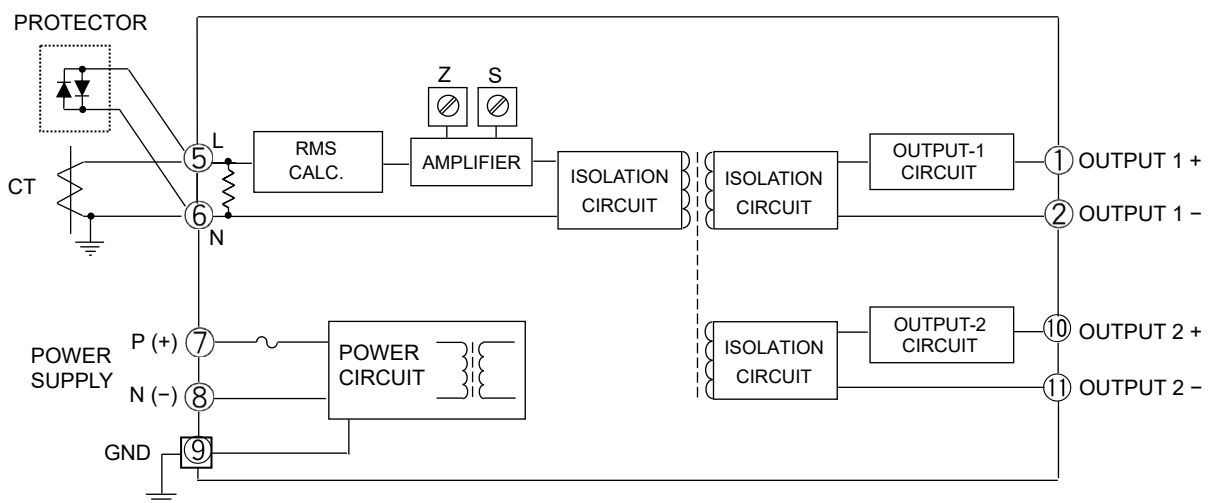 PROTECTOR
CT
5
L
6
N
RMS
CALC.
Z
S
AMPLIFIER
ISOLATION
CIRCUIT
ISOLATION
CIRCUIT
OUTPUT-1
CIRCUIT
1
OUTPUT 1 +
2
OUTPUT 1 −
POWER
SUPPLY
P (+)
7
N (−)
8
GND
9
POWER
CIRCUIT
ISOLATION
CIRCUIT
OUTPUT-2
CIRCUIT
10
OUTPUT 2 +
11
OUTPUT 2 −